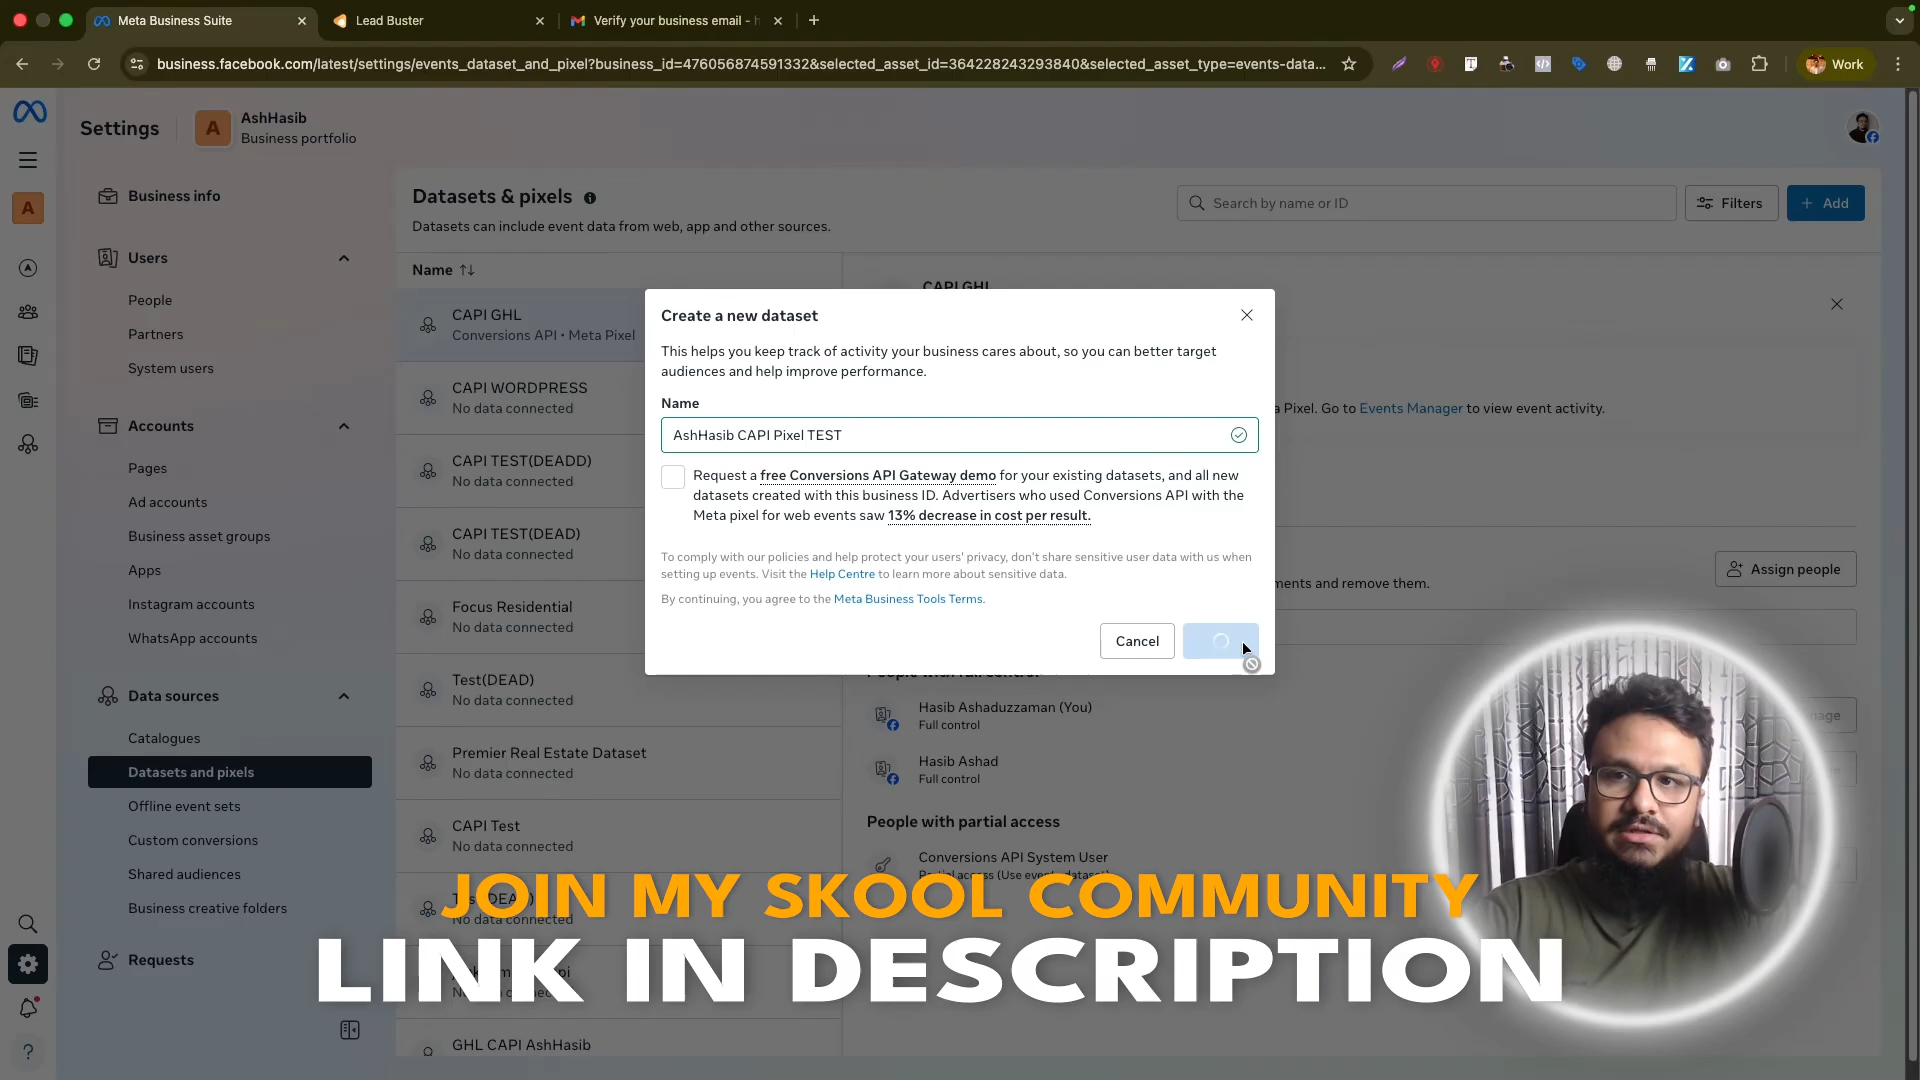 Meta Business Suite
Lead Buster
Verify your business email -
business.facebook.com/latest/settings/events_dataset_and_pixel?business_id=476056874591332&selected_asset_id=364228243293840&selected_asset_type=events-data...
Work
Settings
A
AshHasib
Business portfolio
A
Business info
Users
People
Partners
System users
Accounts
Pages
Ad accounts
Business asset groups
Apps
Instagram accounts
WhatsApp accounts
Data sources
Catalogues
Datasets and pixels
Offline event sets
Custom conversions
Shared audiences
Business creative folders
Requests
Datasets & pixels
Datasets can include event data from web, app and other sources.
Search by name or ID
Filters
+ Add
Name
CAPI GHL
Conversions API • Meta Pixel
CAPI WORDPRESS
No data connected
CAPI TEST(DEADD)
No data connected
CAPI TEST(DEAD)
No data connected
Focus Residential
No data connected
Test(DEAD)
No data connected
Premier Real Estate Dataset
No data connected
CAPI Test
No data connected
No data connected
GHL CAPI AshHasib
CAPI GHL
a Pixel. Go to Events Manager to view event activity.
Assign people
ments and remove them.
People with full control
Hasib Ashaduzzaman (You)
Full control
Hasib Ashad
Full control
People with partial access
Conversions API System User
Create a new dataset
This helps you keep track of activity your business cares about, so you can better target
audiences and help improve performance.
Name
AshHasib CAPI Pixel TEST
Request a free Conversions API Gateway demo for your existing datasets, and all new
datasets created with this business ID. Advertisers who used Conversions API with the
Meta pixel for web events saw 13% decrease in cost per result.
To comply with our policies and help protect your users' privacy, don't share sensitive user data with us when
setting up events. Visit the Help Centre to learn more about sensitive data.
By continuing, you agree to the Meta Business Tools Terms.
Cancel
JOIN MY SKOOL COMMUNITY
LINK IN DESCRIPTION